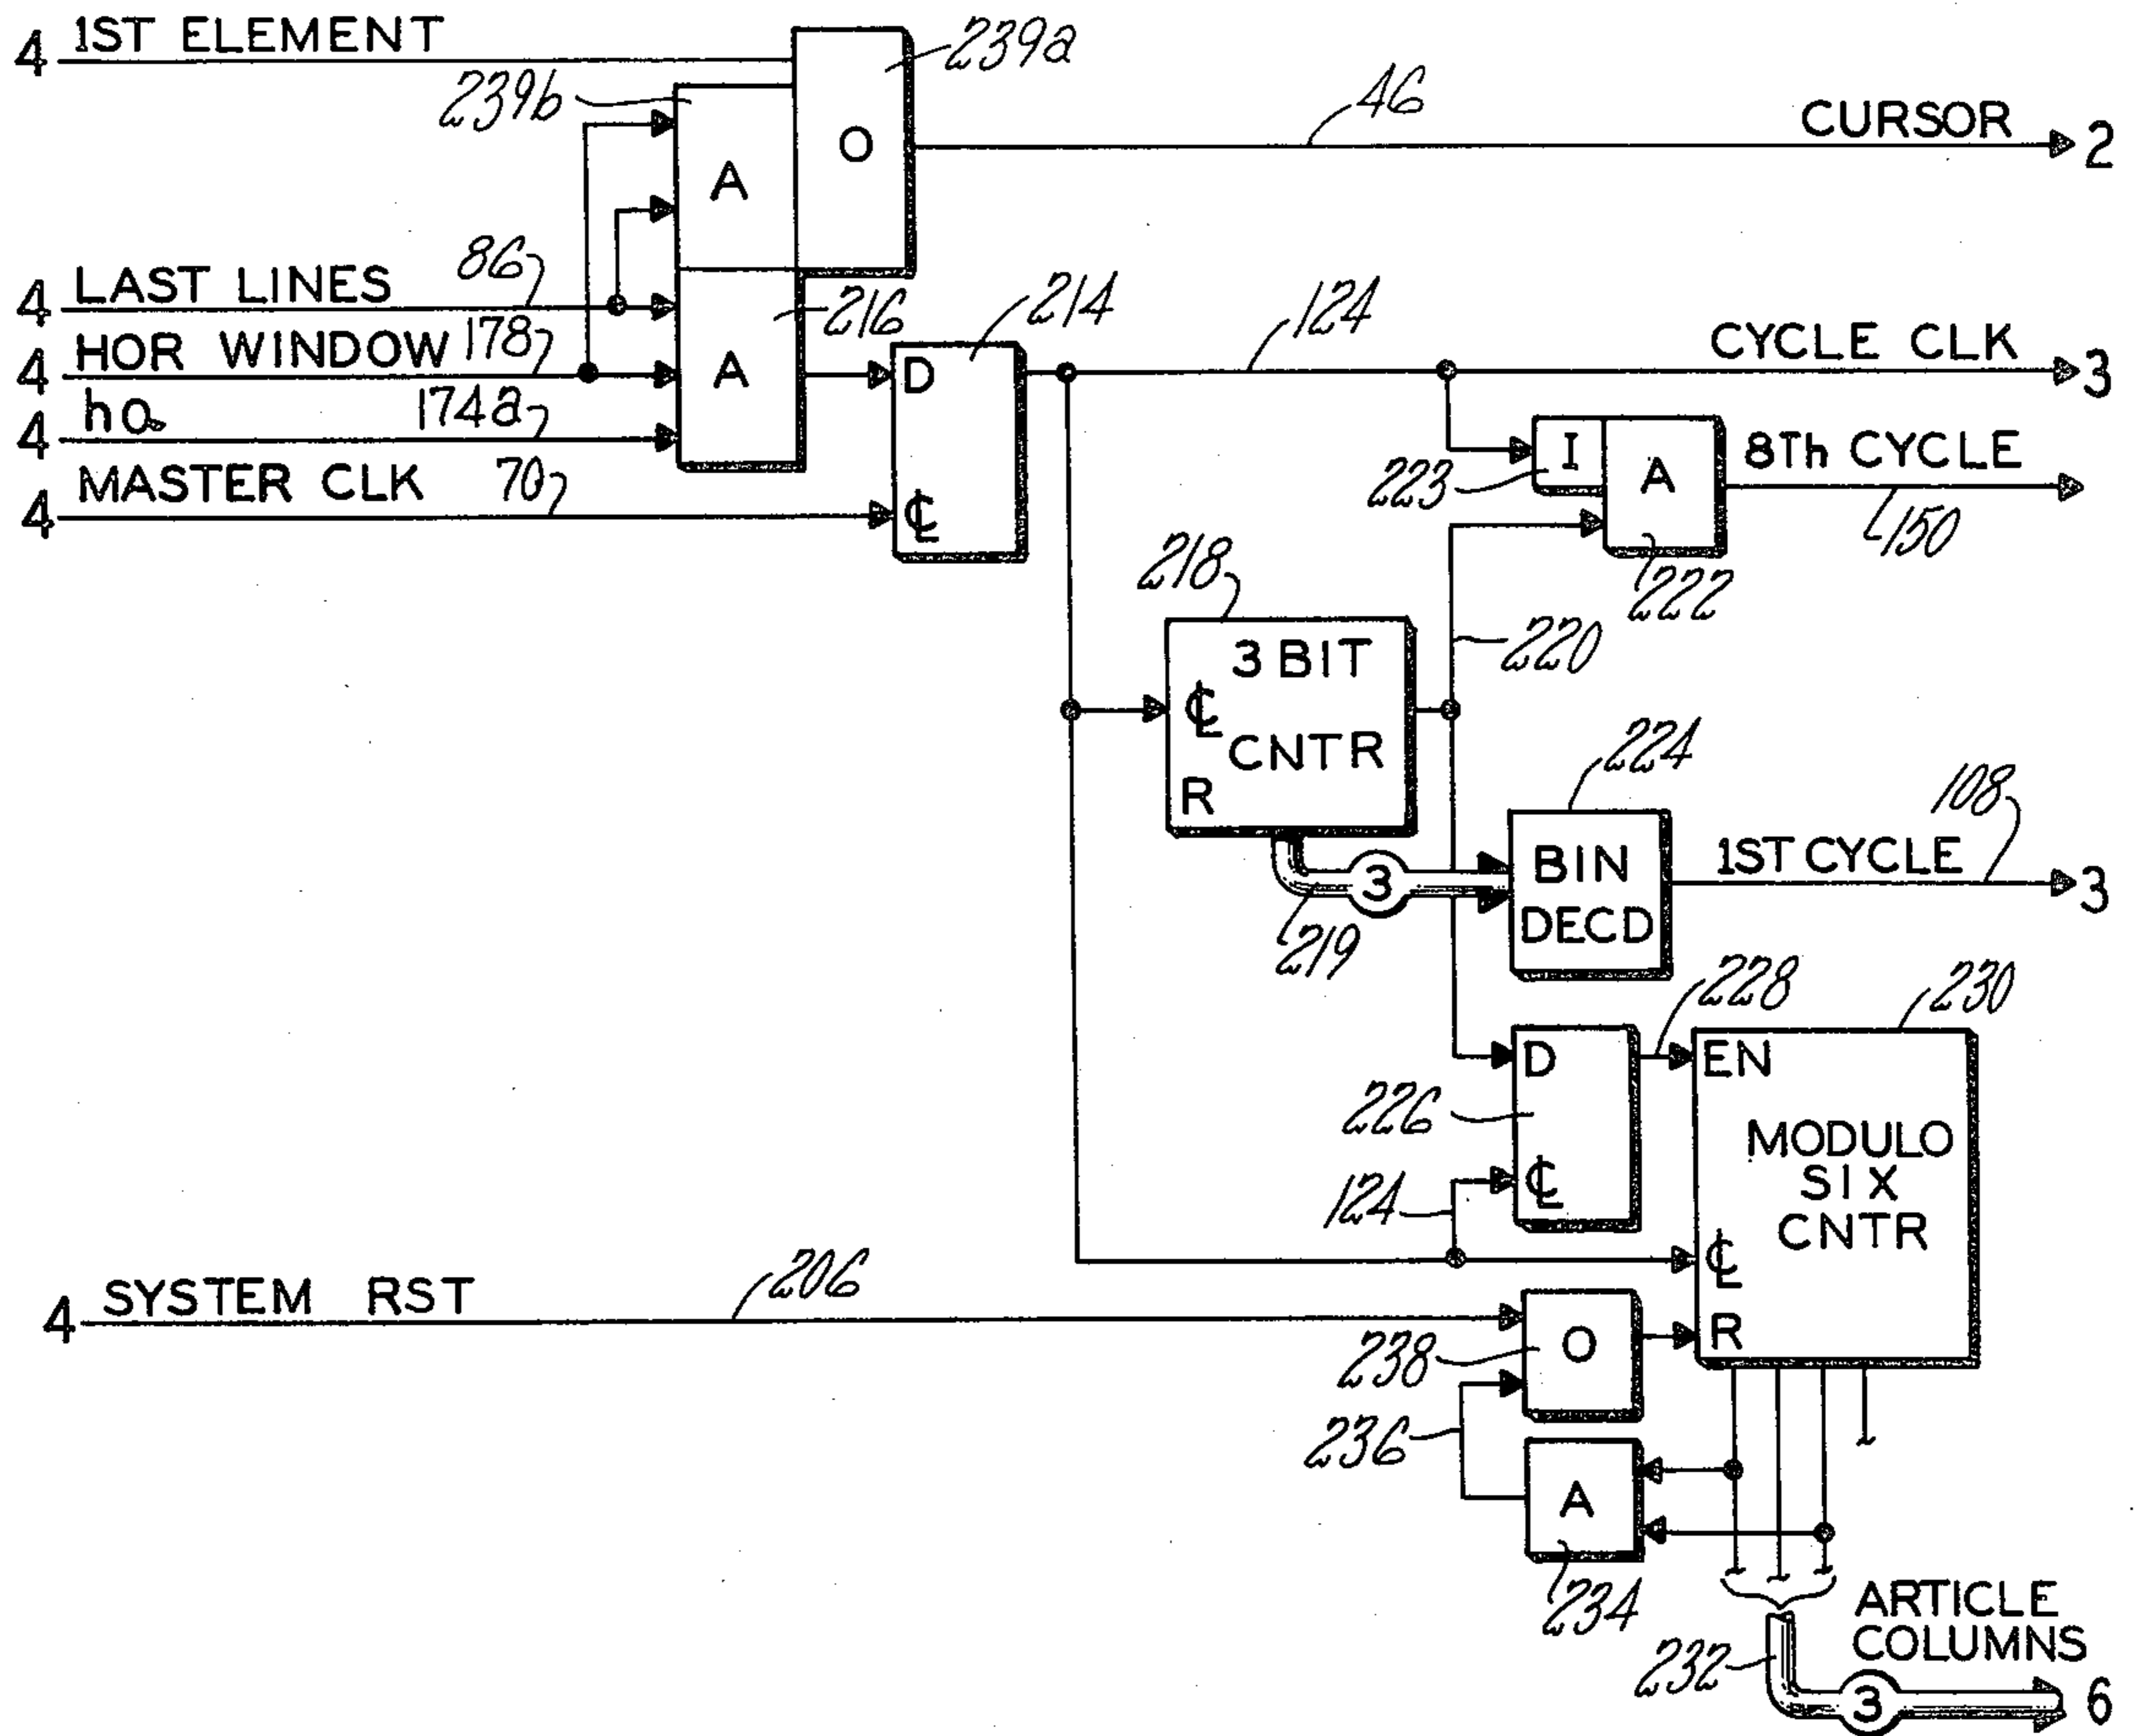 4 1ST ELEMENT
239a
239b
A
O
46
CURSOR 2
4 LAST LINES 86
4 HOR WINDOW 178
4 ho 174a
4 MASTER CLK 70
216
A
214
D
℄
124
CYCLE CLK 3
223
I
A
8Th CYCLE
150
222
218
3 BIT
℄
CNTR
R
220
224
219
3
BIN
DECD
1ST CYCLE 3
108
228
230
D
226
℄
124
EN
MODULO
SIX
CNTR
℄
R
4 SYSTEM RST 206
238
O
236
A
234
ARTICLE
COLUMNS
232
3
6